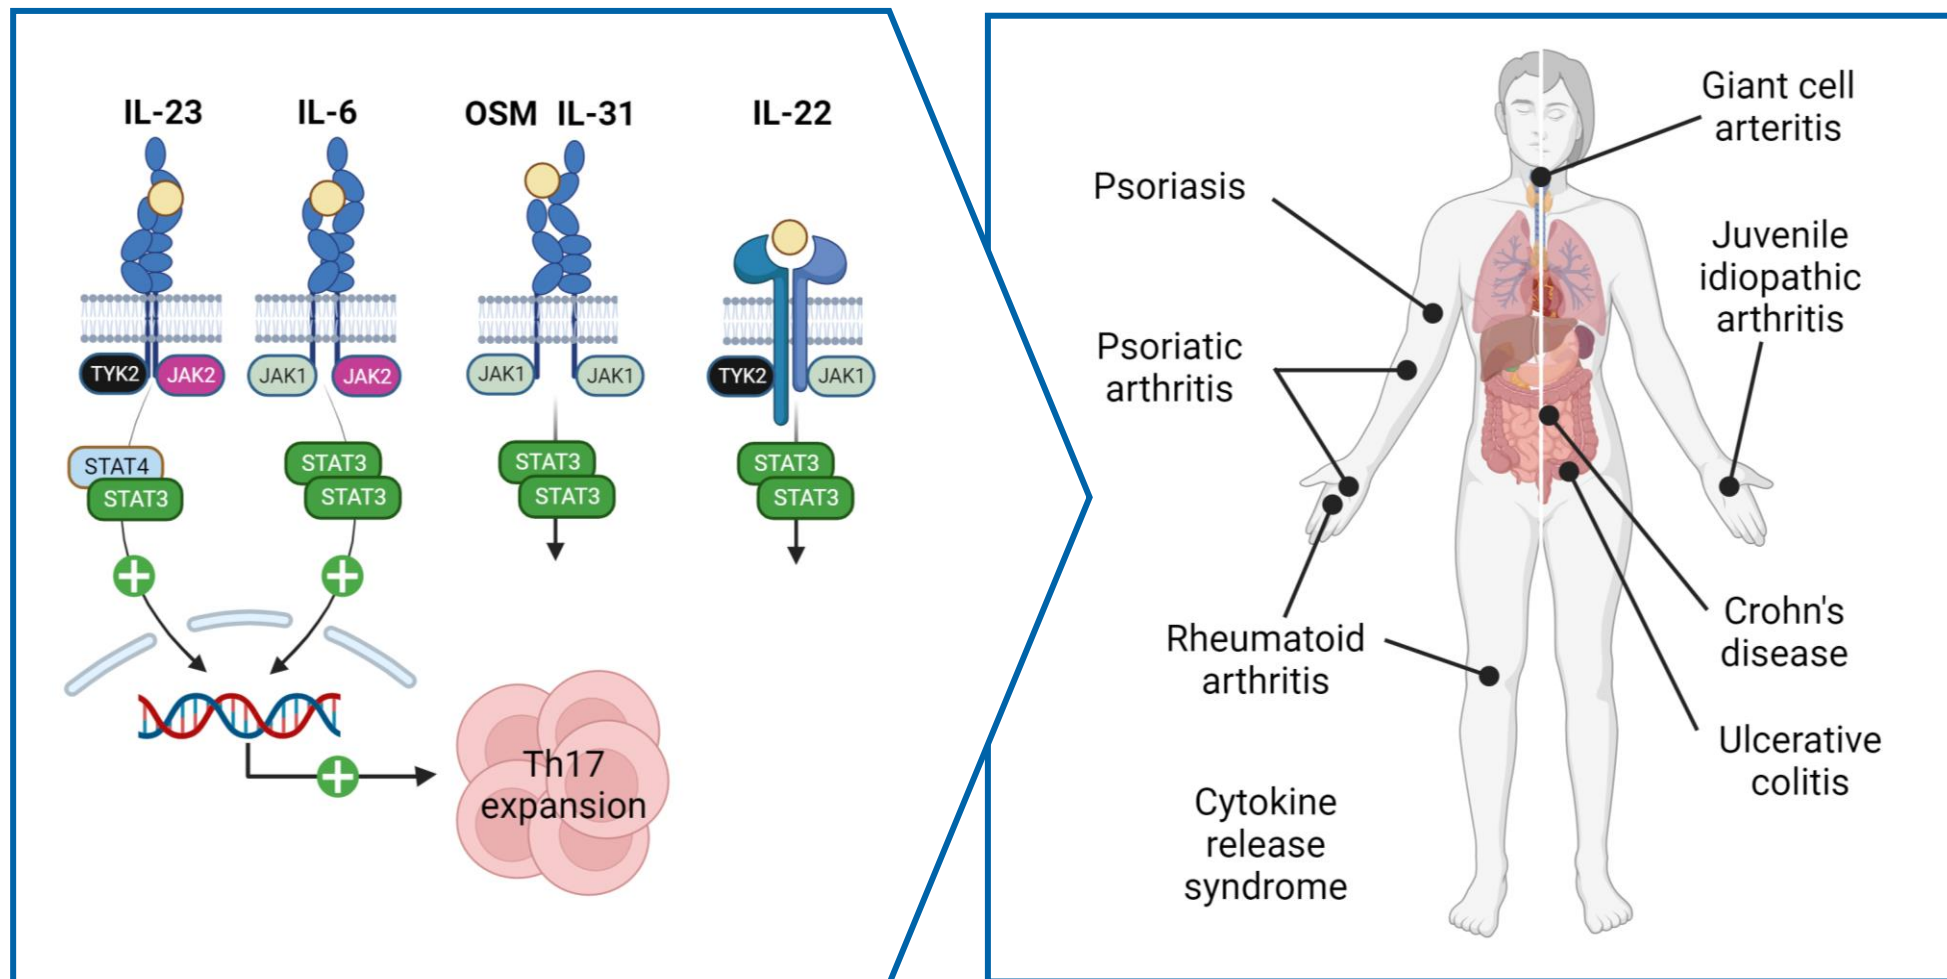 IL-23
IL-6
OSM IL-31
IL-22
TYK2
JAK2
JAK1
JAK2
JAK1
JAK1
TYK2
JAK1
STAT4
STAT3
STAT3
STAT3
STAT3
STAT3
STAT3
STAT3
Th17
expansion
Giant cell
arteritis
Psoriasis
Juvenile
idiopathic
arthritis
Psoriatic
arthritis
Rheumatoid
arthritis
Crohn's
disease
Ulcerative
colitis
Cytokine
release
syndrome